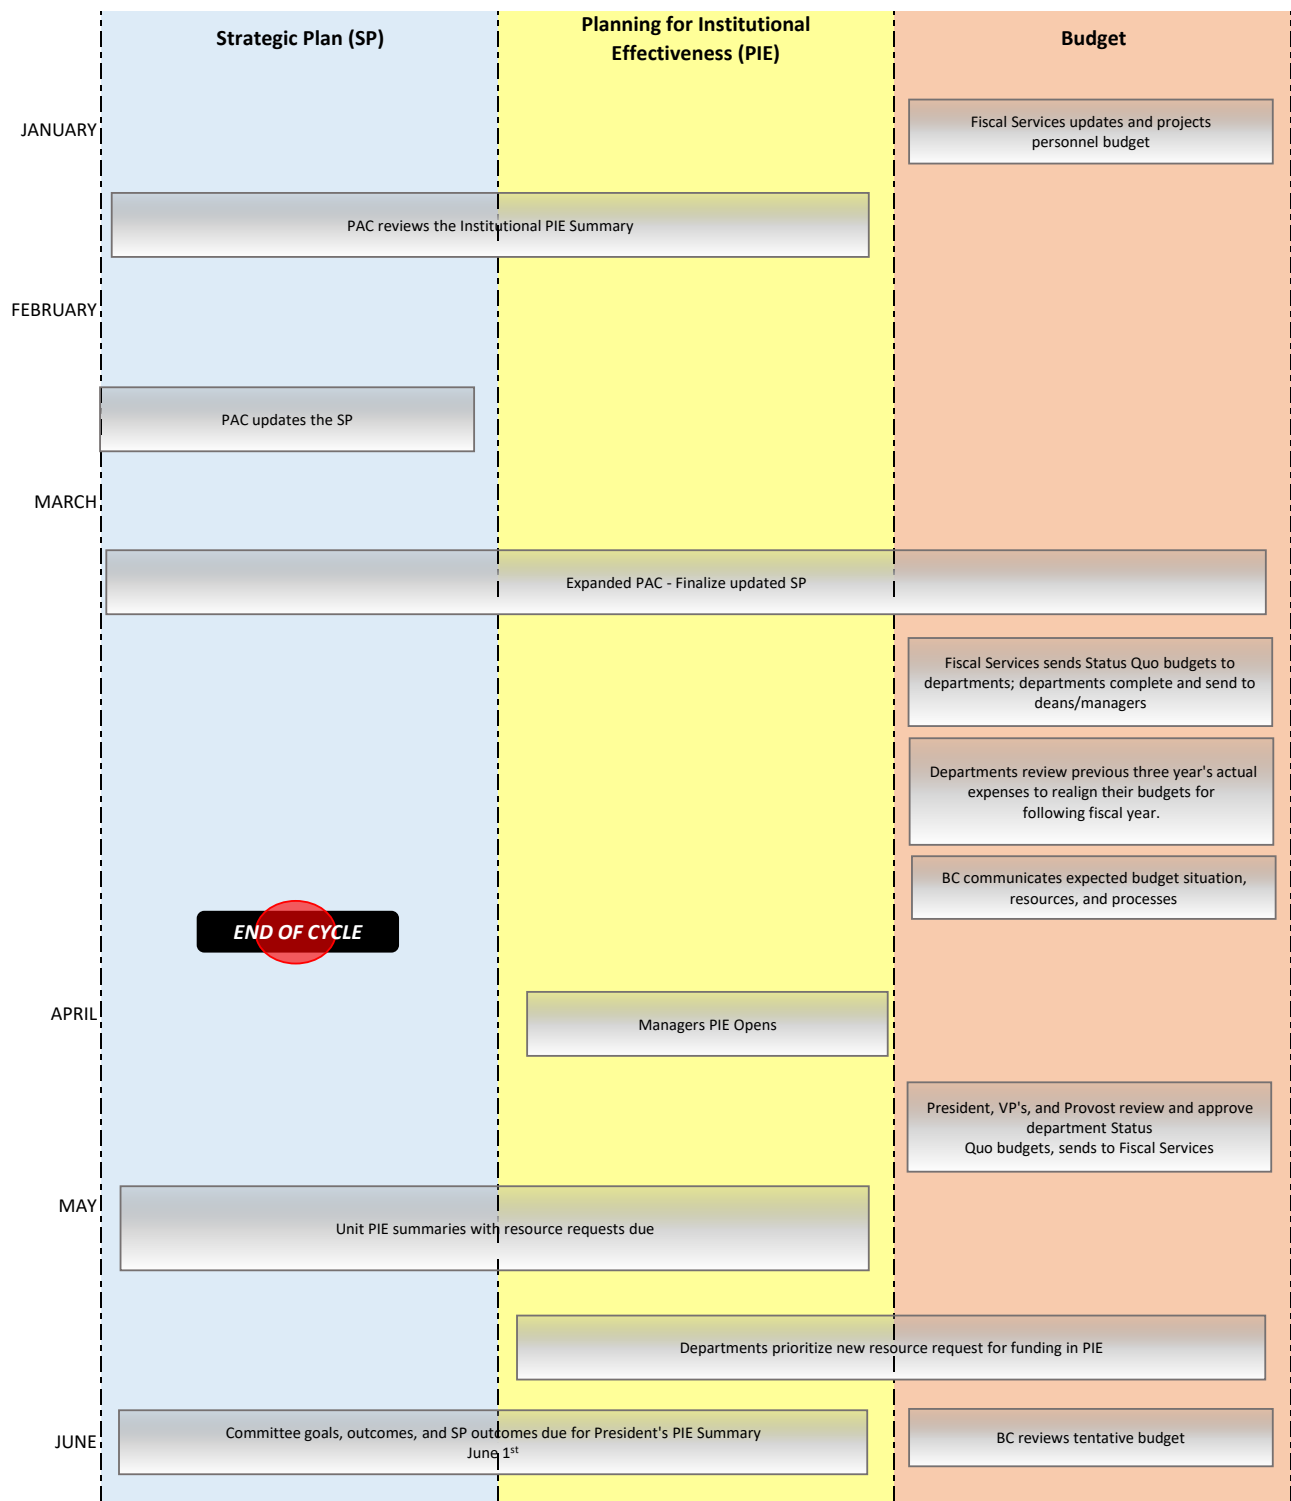 Strategic Plan (SP)
Planning for Institutional
Effectiveness (PIE)
Budget
JANUARY
Fiscal Services updates and projects
personnel budget
PAC reviews the Institutional PIE Summary
FEBRUARY
PAC updates the SP
MARCH
Expanded PAC - Finalize updated SP
Fiscal Services sends Status Quo budgets to
departments; departments complete and send to
deans/managers
Departments review previous three year's actual
expenses to realign their budgets for
following fiscal year.
BC communicates expected budget situation,
resources, and processes
END OF CYCLE
APRIL
Managers PIE Opens
President, VP's, and Provost review and approve
department Status
Quo budgets, sends to Fiscal Services
MAY
Unit PIE summaries with resource requests due
Departments prioritize new resource request for funding in PIE
JUNE
Committee goals, outcomes, and SP outcomes due for President's PIE Summary
June 1st
BC reviews tentative budget